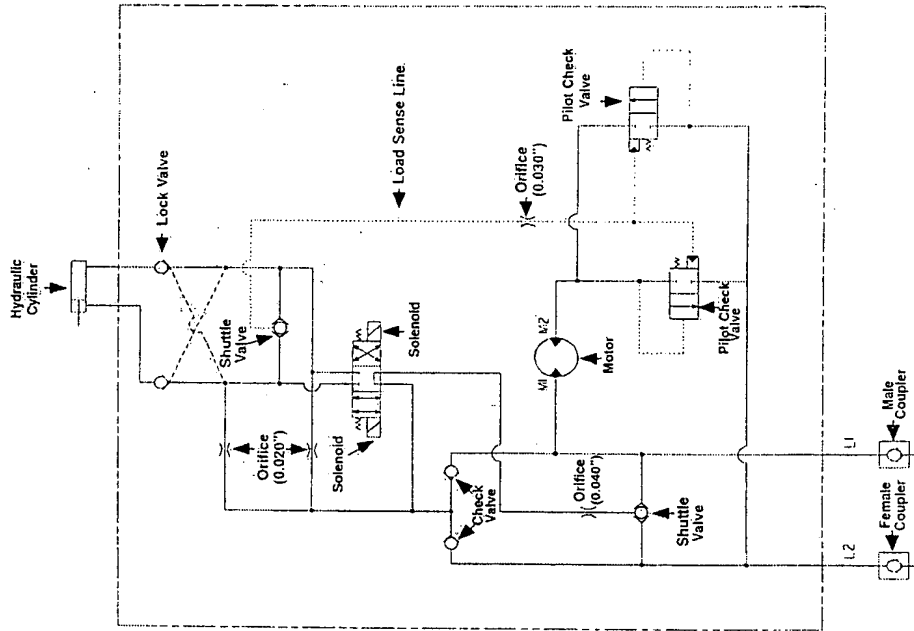 Hydraulic
Cylinder
Lock Valve
Load Sense Line
Pilot Check
Valve
Orifice
(0.030")
Shuttle
Valve
Solenoid
Orifice
(0.020")
Solenoid
Check
Valve
M1
M2
Motor
Pilot Check
Valve
Orifice
(0.040")
Shuttle
Valve
L1
L2
Male
Coupler
Female
Coupler